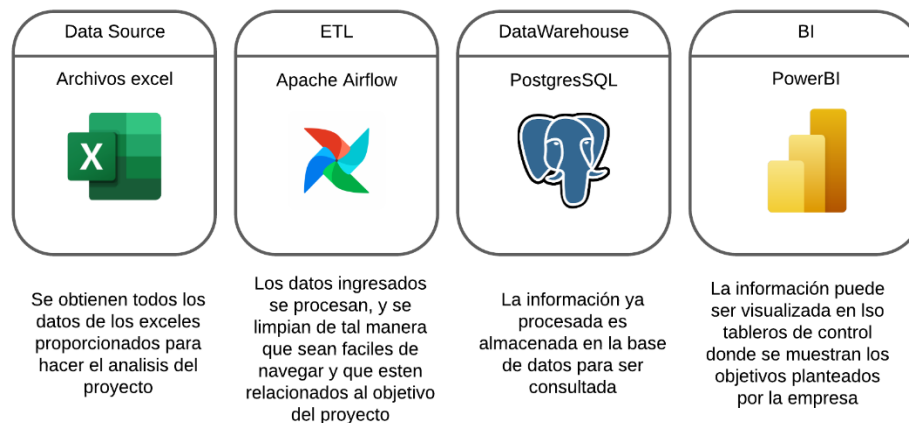 Data Source
Archivos excel
X
Se obtienen todos los
datos de los exceles
proporcionados para
hacer el analisis del
proyecto
ETL
Apache Airflow
Los datos ingresados
se procesan, y se
limpian de tal manera
que sean faciles de
navegar y que esten
relacionados al objetivo
del proyecto
DataWarehouse
PostgresSQL
La información ya
procesada es
almacenada en la base
de datos para ser
consultada
BI
PowerBI
La información puede
ser visualizada en lso
tableros de control
donde se muestran los
objetivos planteados
por la empresa